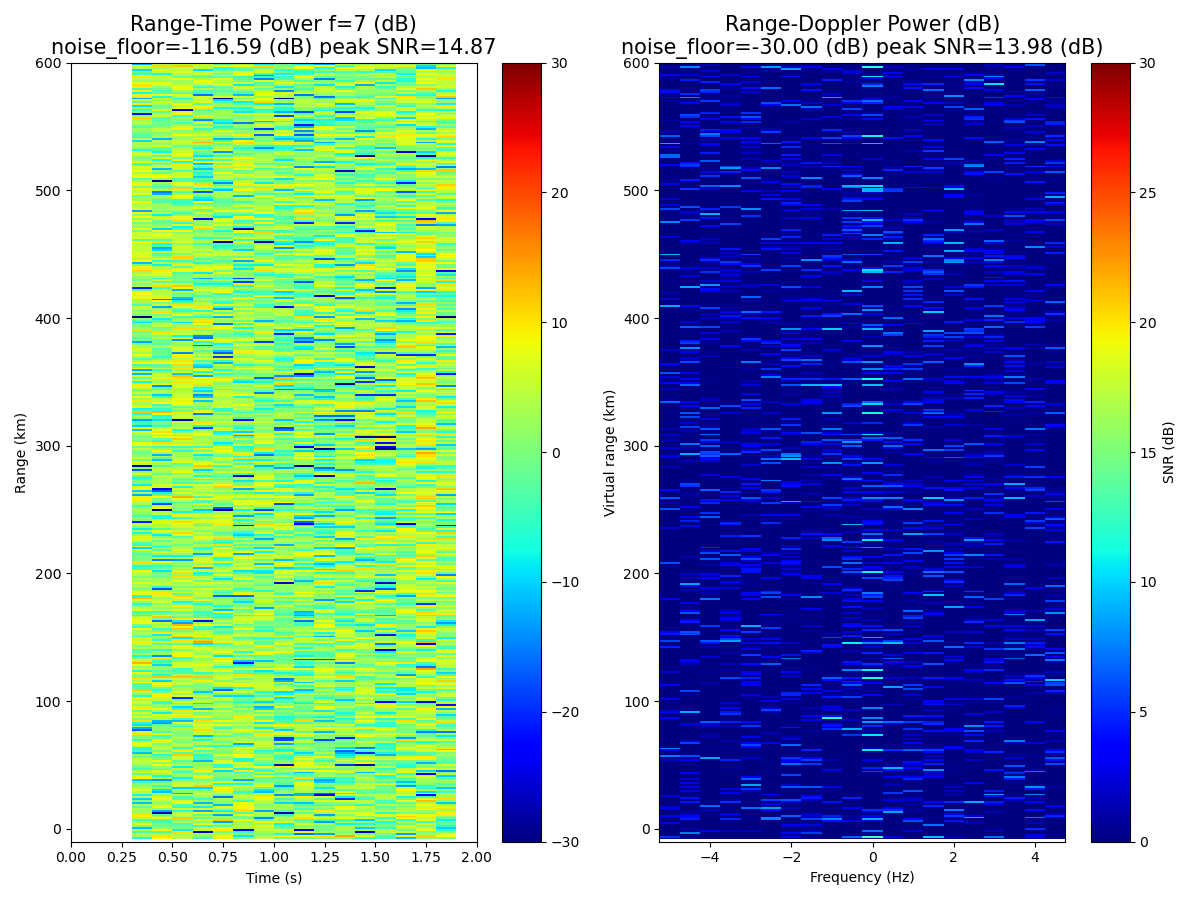 Range-Time Power f=7 (dB)
noise_floor=-116.59 (dB) peak SNR=14.87
Range-Doppler Power (dB)
noise_floor=-30.00 (dB) peak SNR=13.98 (dB)
600
500
400
300
200
100
0
Range (km)
0.00 0.25 0.50 0.75 1.00 1.25 1.50 1.75 2.00
Time (s)
30
20
10
0
−10
−20
−30
600
500
400
300
200
100
0
Virtual range (km)
−4 −2 0 2 4
Frequency (Hz)
30
25
20
15
10
5
0
SNR (dB)